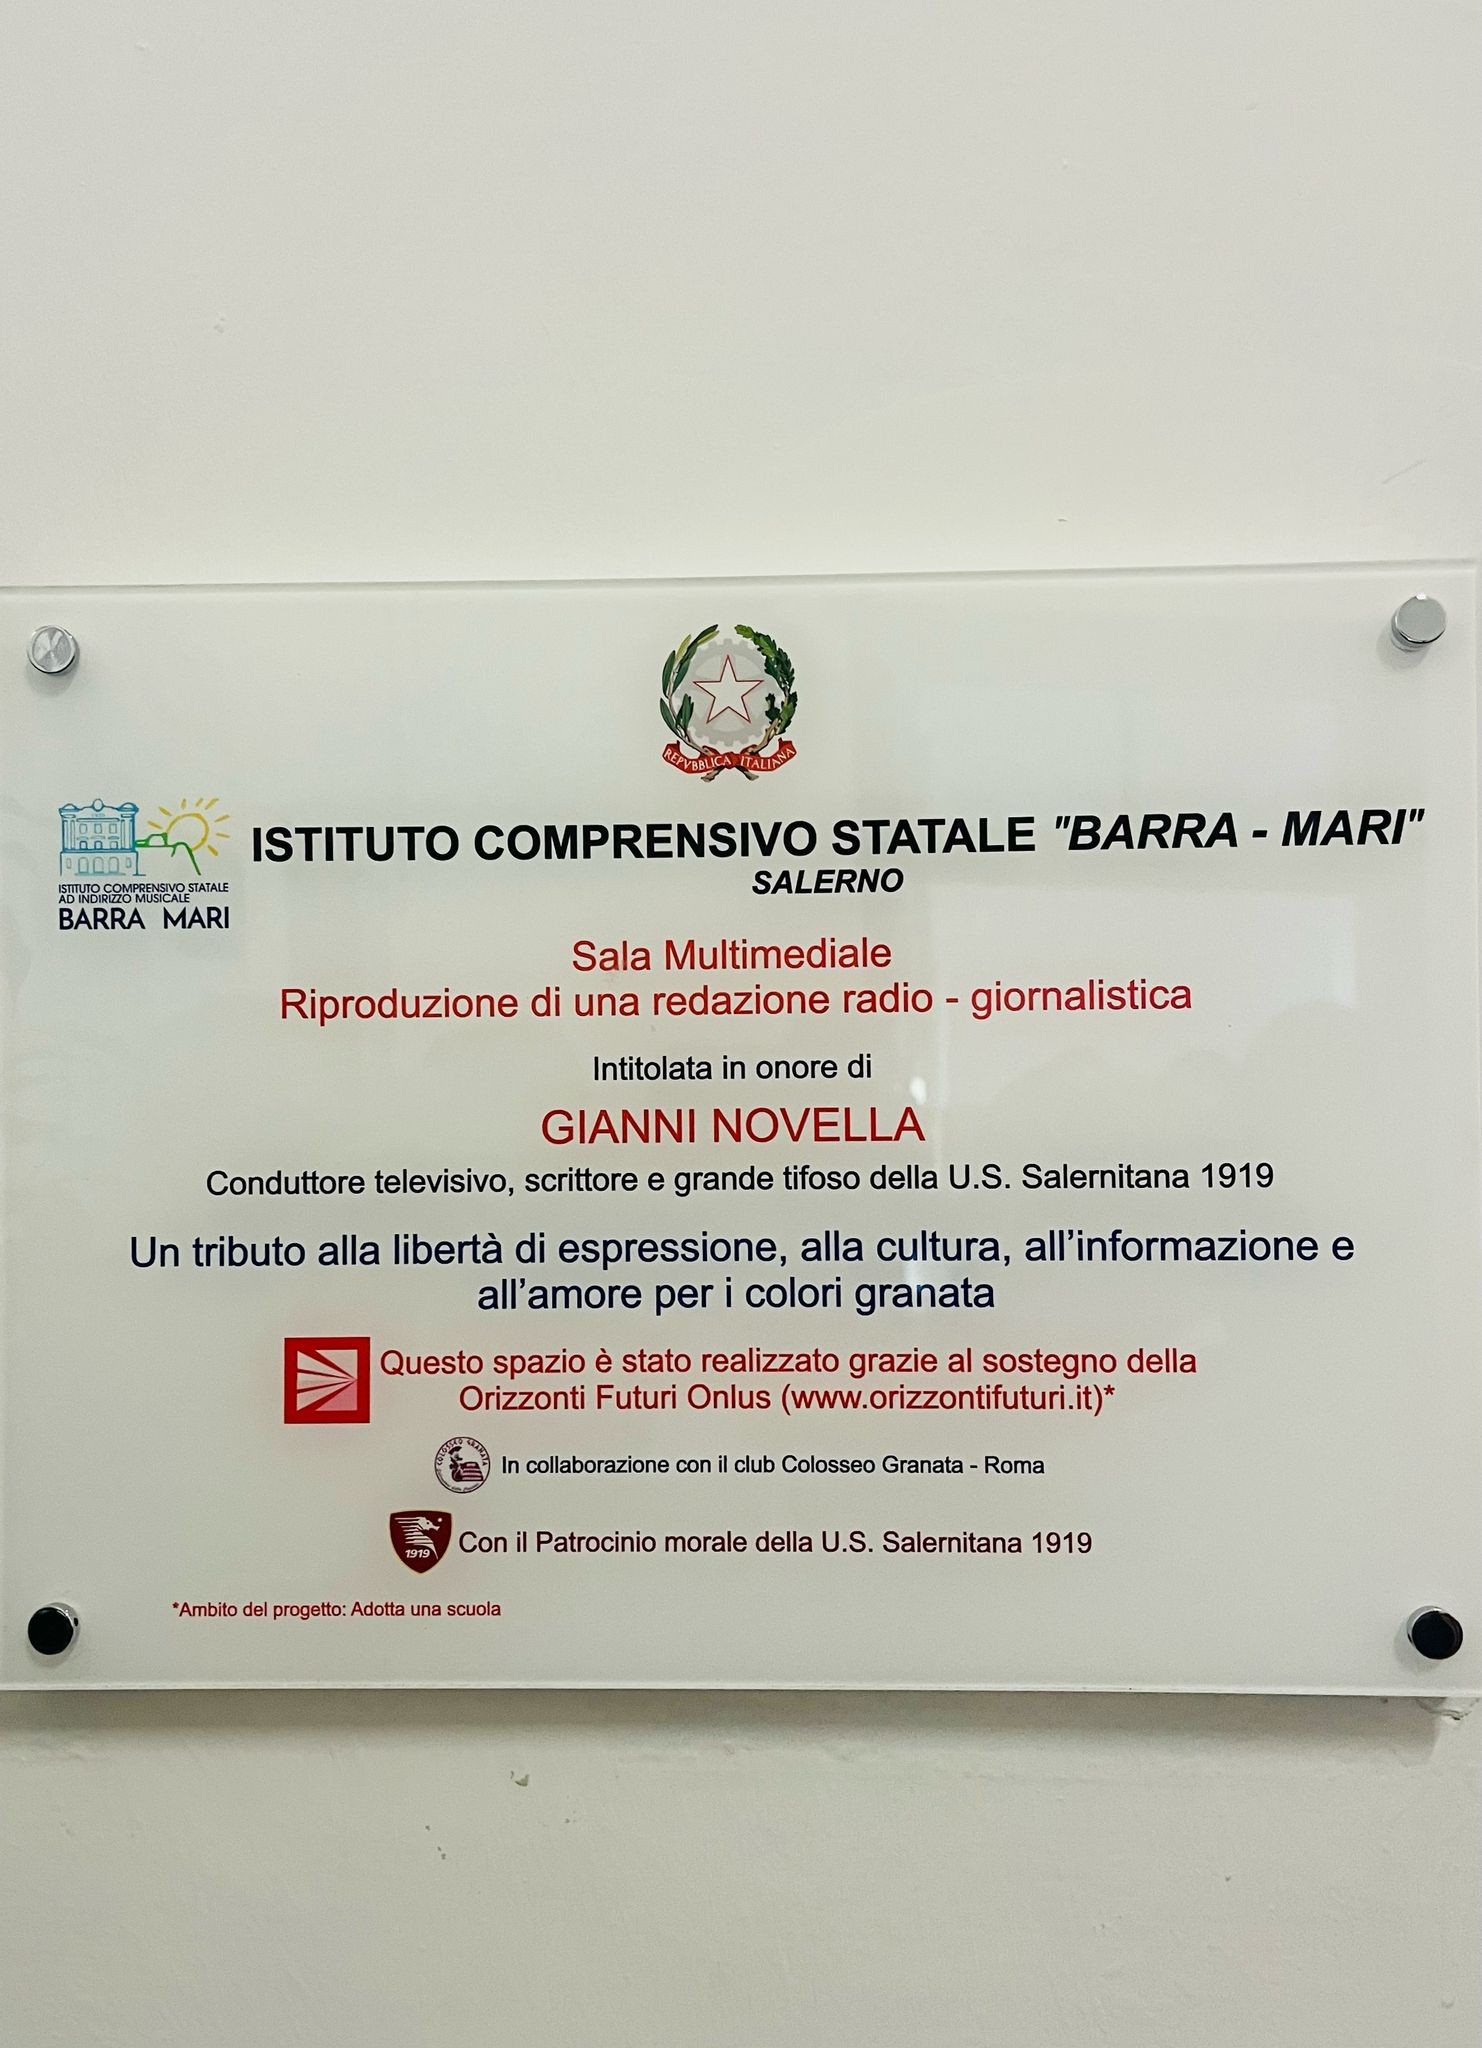 REPVBBLICA ITALIANA
ISTITUTO COMPRENSIVO STATALE "BARRA - MARI"
SALERNO
ISTITUTO COMPRENSIVO STATALE
AD INDIRIZZO MUSICALE
BARRA MARI
Sala Multimediale
Riproduzione di una redazione radio - giornalistica
Intitolata in onore di
GIANNI NOVELLA
Conduttore televisivo, scrittore e grande tifoso della U.S. Salernitana 1919
Un tributo alla libertà di espressione, alla cultura, all'informazione e
all'amore per i colori granata
Questo spazio è stato realizzato grazie al sostegno della
Orizzonti Futuri Onlus (www.orizzontifuturi.it)*
COLOSSEO GRANATA
In collaborazione con il club Colosseo Granata - Roma
1919
Con il Patrocinio morale della U.S. Salernitana 1919
*Ambito del progetto: Adotta una scuola